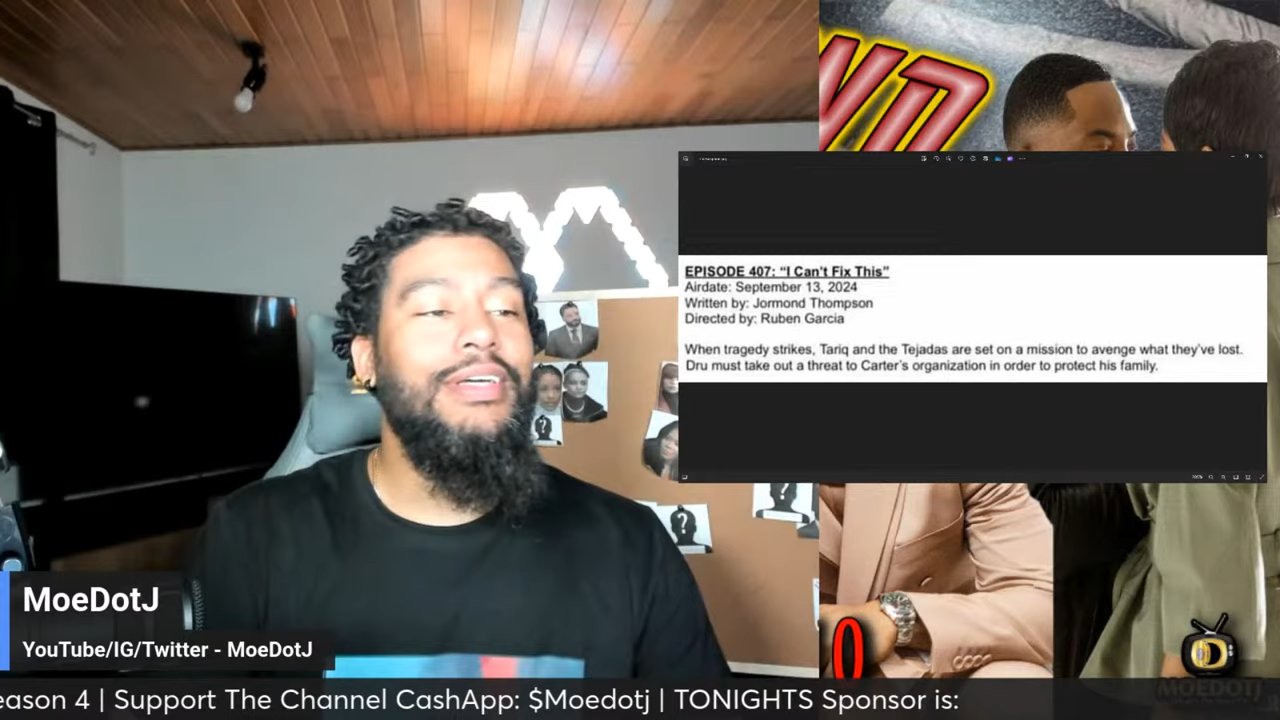 EPISODE 407: “I Can’t Fix This”
Airdate: September 13, 2024
Written by: Jormond Thompson
Directed by: Ruben Garcia
When tragedy strikes, Tariq and the Tejadas are set on a mission to avenge what they’ve lost.
Dru must take out a threat to Carter’s organization in order to protect his family.
?
?
?
0
MoeDotJ
YouTube/IG/Twitter - MoeDotJ
MOEDOTJ
eason 4 | Support The Channel CashApp: $Moedotj | TONIGHTS Sponsor is: